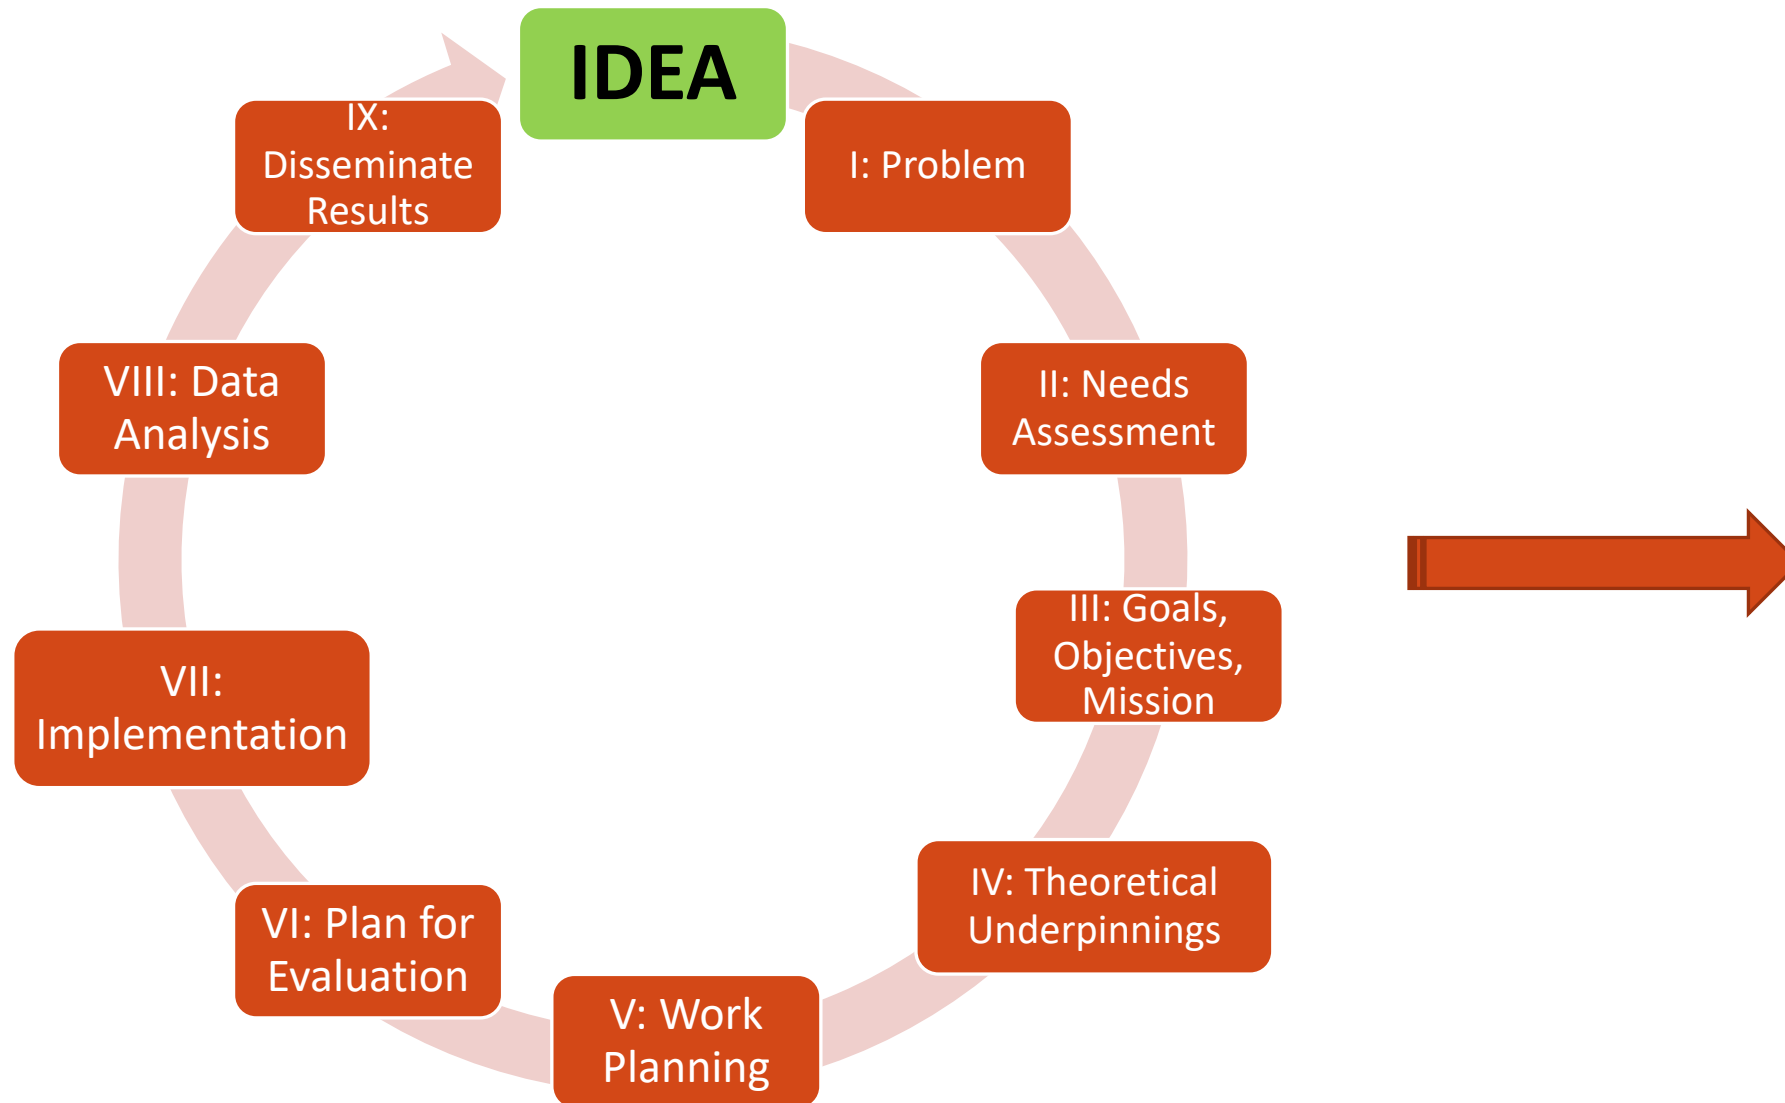 IDEA
I: Problem
II: Needs
Assessment
III: Goals,
Objectives,
Mission
IV: Theoretical
Underpinnings
V: Work
Planning
VI: Plan for
Evaluation
VII:
Implementation
VIII: Data
Analysis
IX:
Disseminate
Results